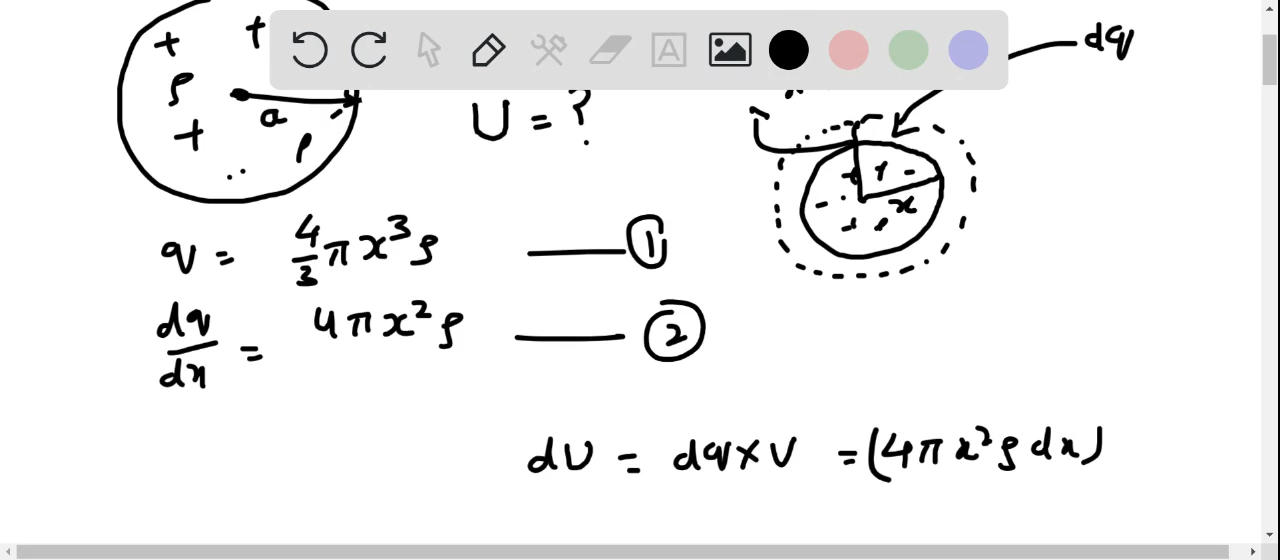 dq
+ +
ρ
+ a ρ
U = ?
x
q = 4/3 π x³ ρ ——— ①
dq/dx = 4 π x² ρ ——— ②
dU = dq × V = (4 π x² ρ dx)
A